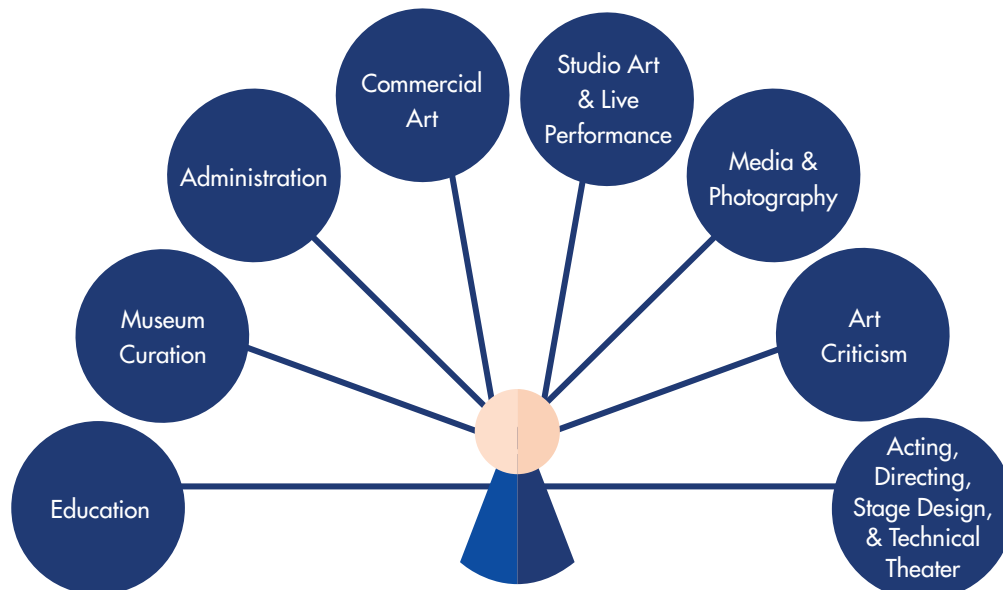 Commercial
Art
Studio Art
& Live
Performance
Administration
Media &
Photography
Museum
Curation
Art
Criticism
Education
Acting,
Directing,
Stage Design,
& Technical
Theater